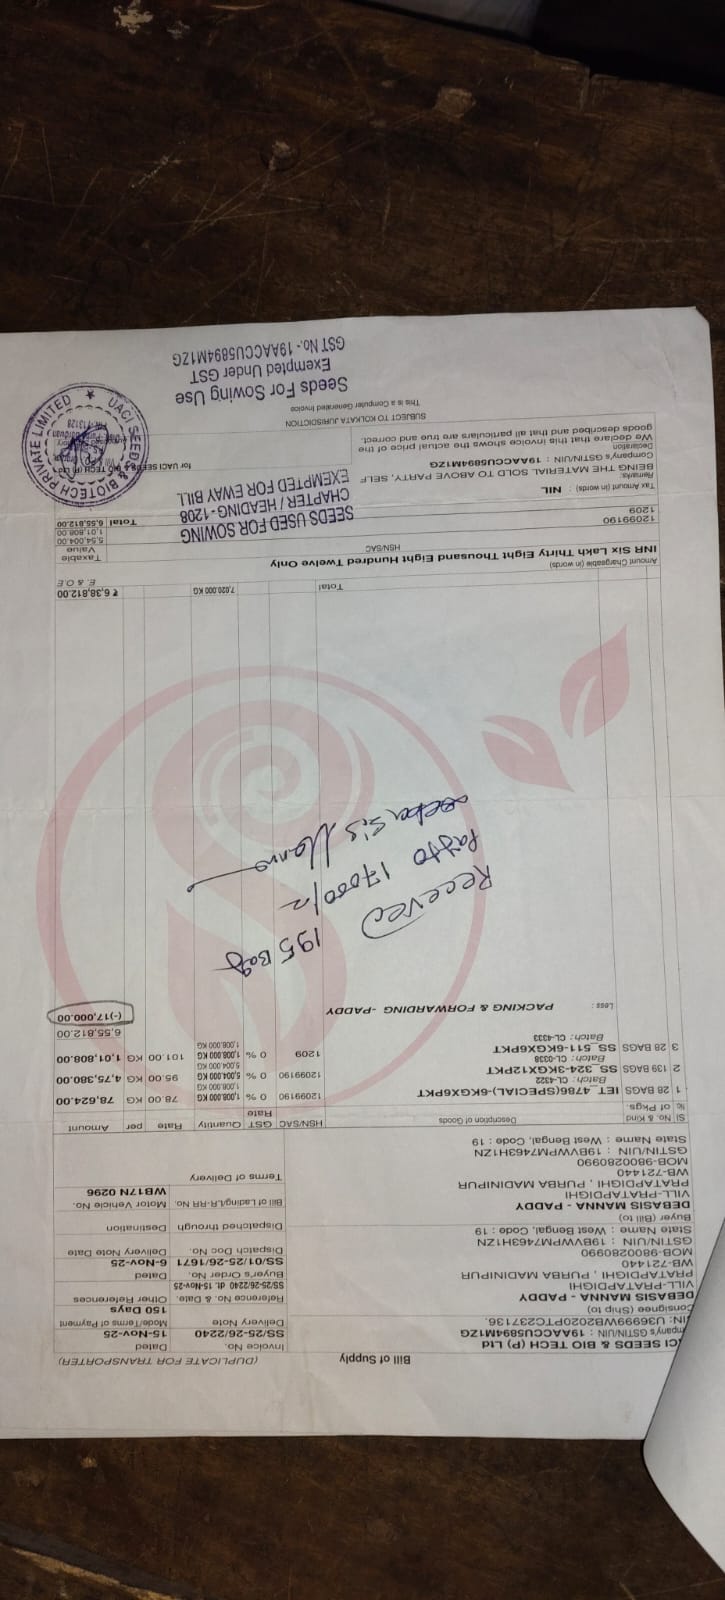 Bill of Supply
(DUPLICATE FOR TRANSPORTER)
ACI SEEDS & BIO TECH (P) Ltd
Company's GSTIN/UIN : 19AACCU5894M1ZG
CIN: U36999WB2020PTC237136.
Consignee (Ship to)
DEBASIS MANNA - PADDY
VILL-PRATAPDIGHI
PRATAPDIGHI , PURBA MADINIPUR
WB-721440
MOB-9800280990
GSTIN/UIN : 19BVWPM7463H1ZN
State Name : West Bengal, Code : 19
Buyer (Bill to)
DEBASIS MANNA - PADDY
VILL-PRATAPDIGHI
PRATAPDIGHI , PURBA MADINIPUR
WB-721440
MOB-9800280990
GSTIN/UIN : 19BVWPM7463H1ZN
State Name : West Bengal, Code : 19
Invoice No. Dated
SS/25-26/2240 15-Nov-25
Delivery Note Mode/Terms of Payment
150 Days
Reference No. & Date. Other References
SS/25-26/2240 dt. 15-Nov-25
Buyer's Order No. Dated
SS/01/25-26/1671 6-Nov-25
Dispatch Doc No. Delivery Note Date
Dispatched through Destination
Bill of Lading/LR-RR No. Motor Vehicle No.
WB17N 0296
Terms of Delivery
Sl No. & Kind Description of Goods HSN/SAC GST Quantity Rate per Amount
of Pkgs. Rate
1 28 BAGS IET_4786(SPECIAL)-6KGX6PKT 12099190 0 % 1,008.000 KG 78.00 KG 78,624.00
Batch : CL-4322 1,008.000 KG
2 139 BAGS SS_324-3KGX12PKT 12099190 0 % 5,004.000 KG 95.00 KG 4,75,380.00
Batch : CL-0338 5,004.000 KG
3 28 BAGS SS_511-6KGX6PKT 1209 0 % 1,008.000 KG 101.00 KG 1,01,808.00
Batch : CL-4333 1,008.000 KG
6,55,812.00
Less : PACKING & FORWARDING -PADDY (-)17,000.00
195 Bag
Received
17000/-
Total 7,020.000 KG ₹ 6,38,812.00
Amount Chargeable (in words) E. & O.E
INR Six Lakh Thirty Eight Thousand Eight Hundred Twelve Only
HSN/SAC Taxable
Value
12099190 5,54,004.00
1209 1,01,808.00
Total 6,55,812.00
Tax Amount (in words) : NIL
SEEDS USED FOR SOWING
CHAPTER / HEADING - 1208
EXEMPTED FOR EWAY BILL
Remarks:
BEING THE MATERIAL SOLD TO ABOVE PARTY, SELF
Company's GSTIN/UIN : 19AACCU5894M1ZG
Declaration
We declare that this invoice shows the actual price of the
goods described and that all particulars are true and correct.
for UACI SEEDS & BIO TECH (P) Ltd
UACI SEEDS & BIOTECH PRIVATE LIMITED
SUBJECT TO KOLKATA JURISDICTION
This is a Computer Generated Invoice
Seeds For Sowing Use
Exempted Under GST
GST No.- 19AACCU5894M1ZG